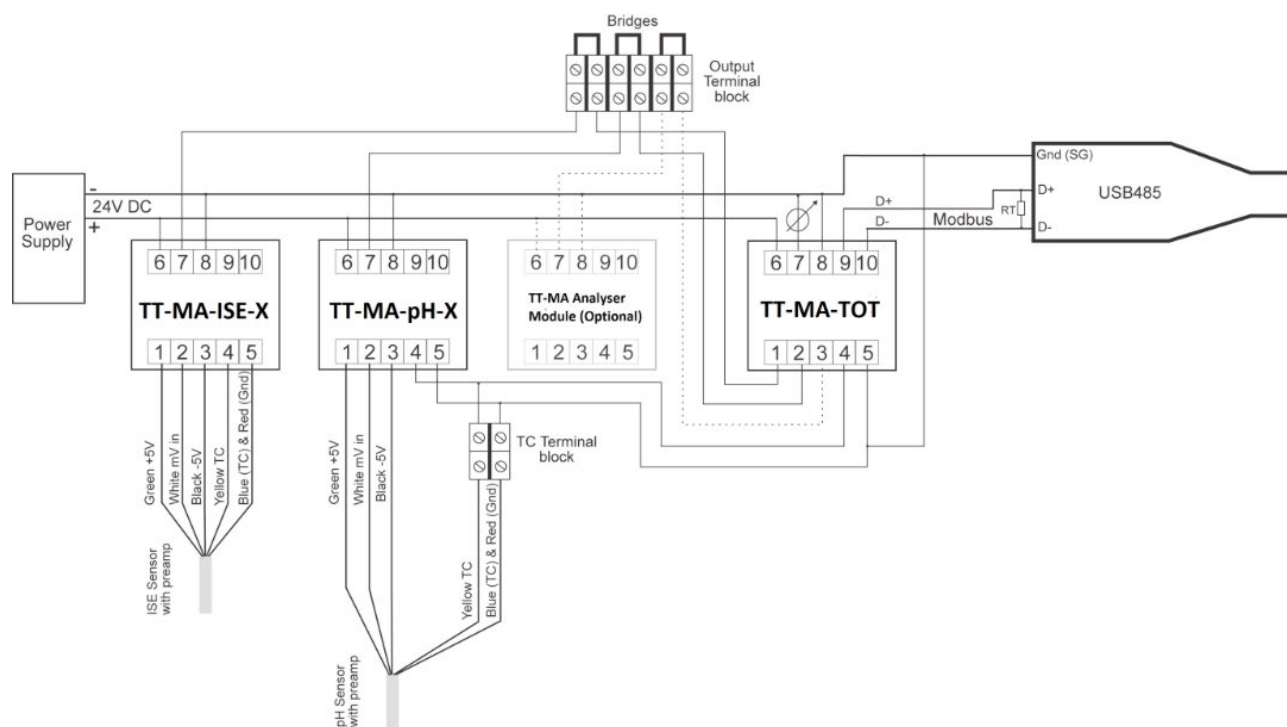 Bridges
Output
Terminal
block
Gnd (SG)
USB485
D+
D+
RT
Modbus
D-
D-
-
24V DC
+
Power
Supply
6 7 8 9 10
TT-MA-ISE-X
1 2 3 4 5
6 7 8 9 10
TT-MA-pH-X
1 2 3 4 5
6 7 8 9 10
TT-MA Analyser
Module (Optional)
1 2 3 4 5
6 7 8 9 10
TT-MA-TOT
1 2 3 4 5
Green +5V
White mV in
Black -5V
Yellow TC
Blue (TC) & Red (Gnd)
ISE Sensor
with preamp
Green +5V
White mV in
Black -5V
TC Terminal
block
Yellow TC
Blue (TC) & Red (Gnd)
pH Sensor
with preamp